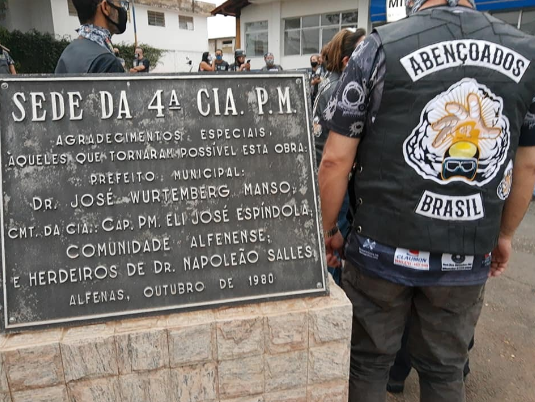 SEDE DA 4ª CIA. P.M.
AGRADECIMENTOS ESPECIAIS,
ÀQUELES QUE TORNARAM POSSÍVEL ESTA OBRA:
PREFEITO MUNICIPAL:
DR. JOSÉ WURTEMBERG MANSO;
CMT. DA CIA.: CAP. PM. ELI JOSÉ ESPÍNDOLA;
COMUNIDADE ALFENENSE;
E HERDEIROS DE DR. NAPOLEÃO SALLES
ALFENAS, OUTUBRO DE 1980
ABENÇOADOS
BRASIL